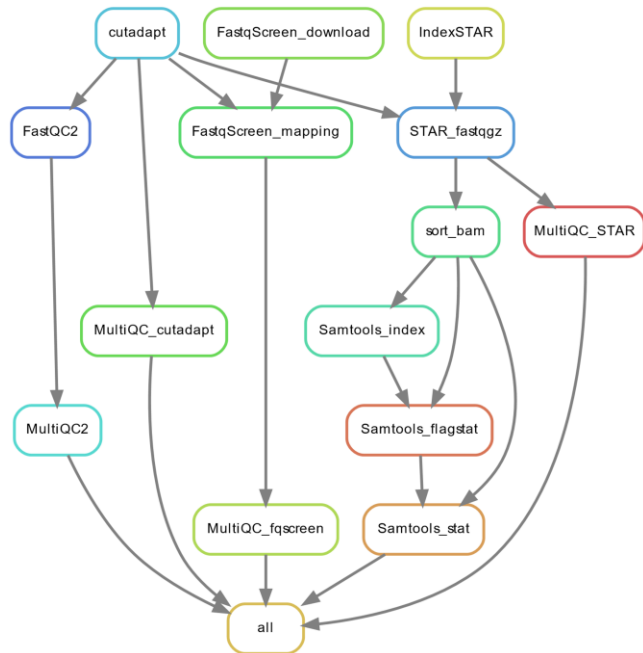 cutadapt
FastqScreen_download
IndexSTAR
FastQC2
FastqScreen_mapping
STAR_fastqgz
sort_bam
MultiQC_STAR
MultiQC_cutadapt
Samtools_index
MultiQC2
Samtools_flagstat
MultiQC_fqscreen
Samtools_stat
all